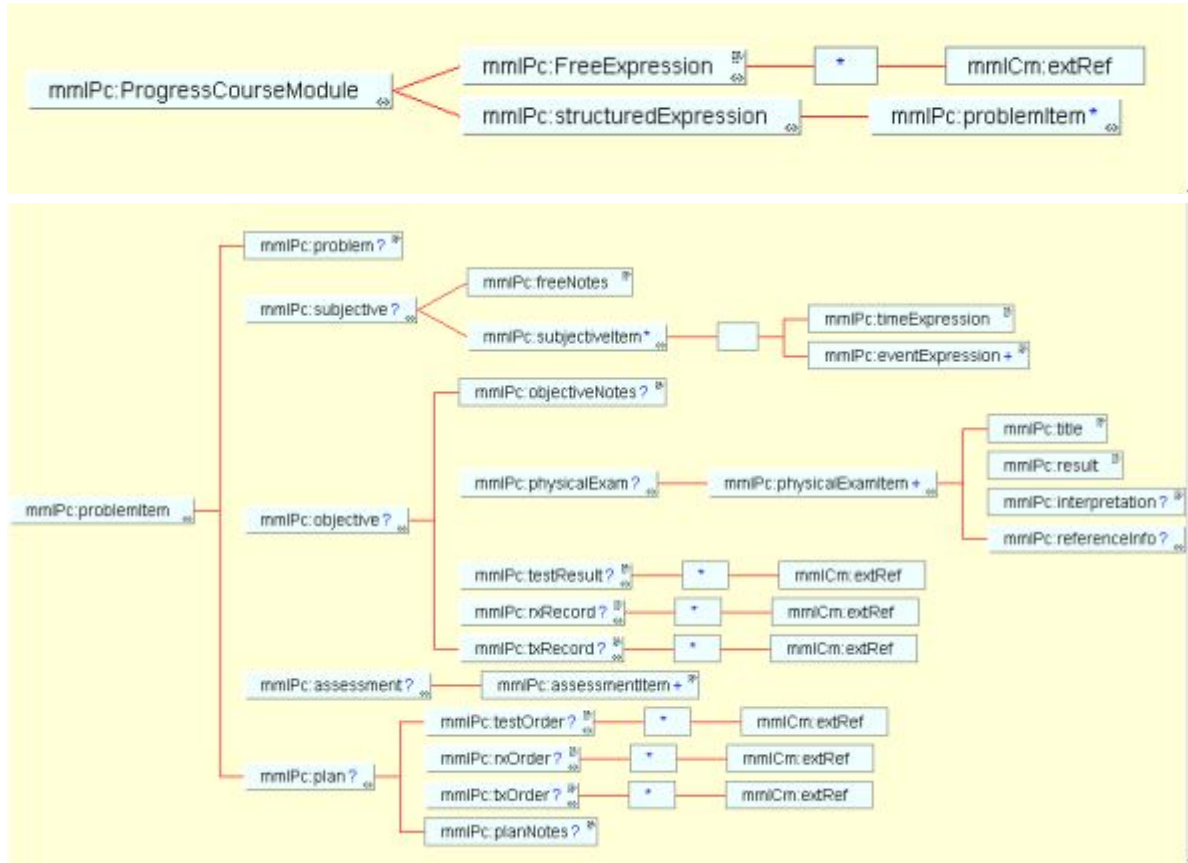 mmlPc:FreeExpression * mmlCm:extRef
mmlPc:ProgressCourseModule
mmlPc:structuredExpression mmlPc:problemItem*
mmlPc:problem?
mmlPc:freeNotes
mmlPc:subjective?
mmlPc:timeExpression
mmlPc:subjectiveItem*
mmlPc:eventExpression+
mmlPc:objectiveNotes?
mmlPc:title
mmlPc:result
mmlPc:physicalExam? mmlPc:physicalExamItem+
mmlPc:interpretation?
mmlPc:problemItem
mmlPc:objective?
mmlPc:referenceInfo?
mmlPc:testResult? * mmlCm:extRef
mmlPc:rxRecord? * mmlCm:extRef
mmlPc:txRecord? * mmlCm:extRef
mmlPc:assessment? mmlPc:assessmentItem+
mmlPc:testOrder? * mmlCm:extRef
mmlPc:rxOrder? * mmlCm:extRef
mmlPc:plan?
mmlPc:txOrder? * mmlCm:extRef
mmlPc:planNotes?